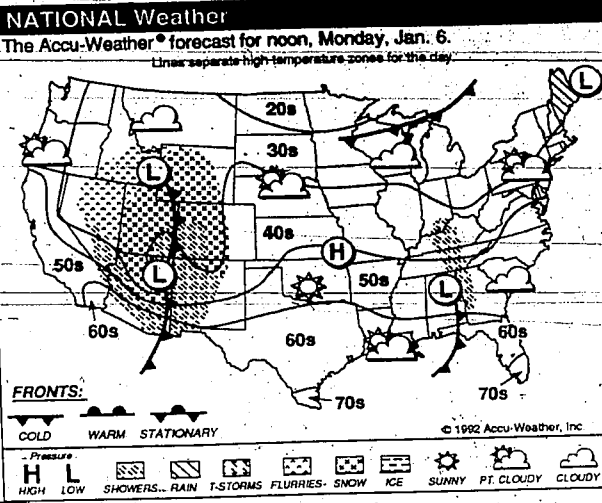 NATIONAL Weather
The Accu-Weather® forecast for noon, Monday, Jan. 6.
Lines separate high temperature zones for the day.
L
20s
30s
L
40s
H
50s
L
50s
L
60s
60s
60s
70s
70s
FRONTS:
COLD WARM STATIONARY
© 1992 Accu-Weather, Inc.
Pressure
H L
HIGH LOW SHOWERS RAIN T-STORMS FLURRIES SNOW ICE SUNNY PT. CLOUDY CLOUDY